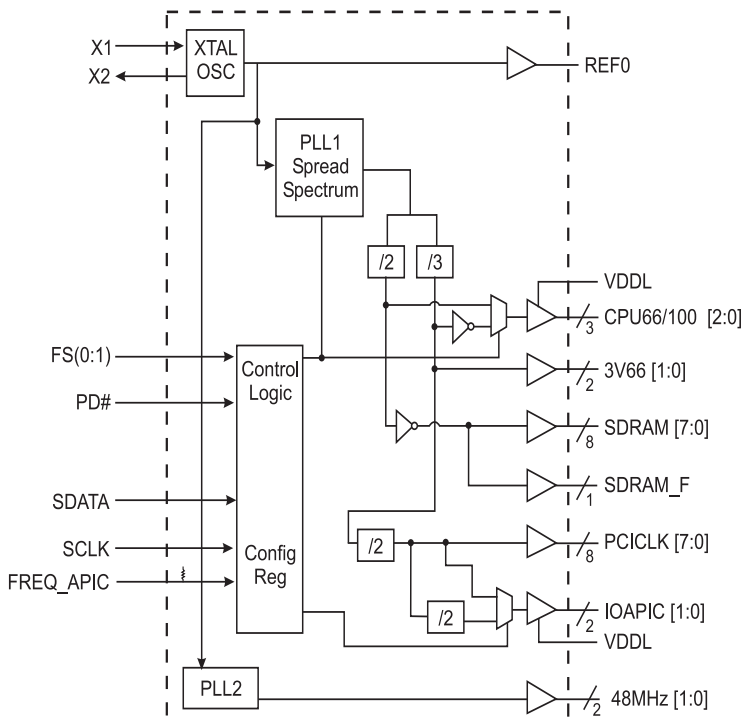 X1
X2
XTAL
OSC
REF0
PLL1
Spread
Spectrum
/2
/3
VDDL
CPU66/100 [2:0]
3
FS(0:1)
PD#
Control
Logic
3V66 [1:0]
2
SDRAM [7:0]
8
SDRAM_F
1
SDATA
SCLK
FREQ_APIC
Config
Reg
/2
PCICLK [7:0]
8
/2
IOAPIC [1:0]
2
VDDL
PLL2
48MHz [1:0]
2